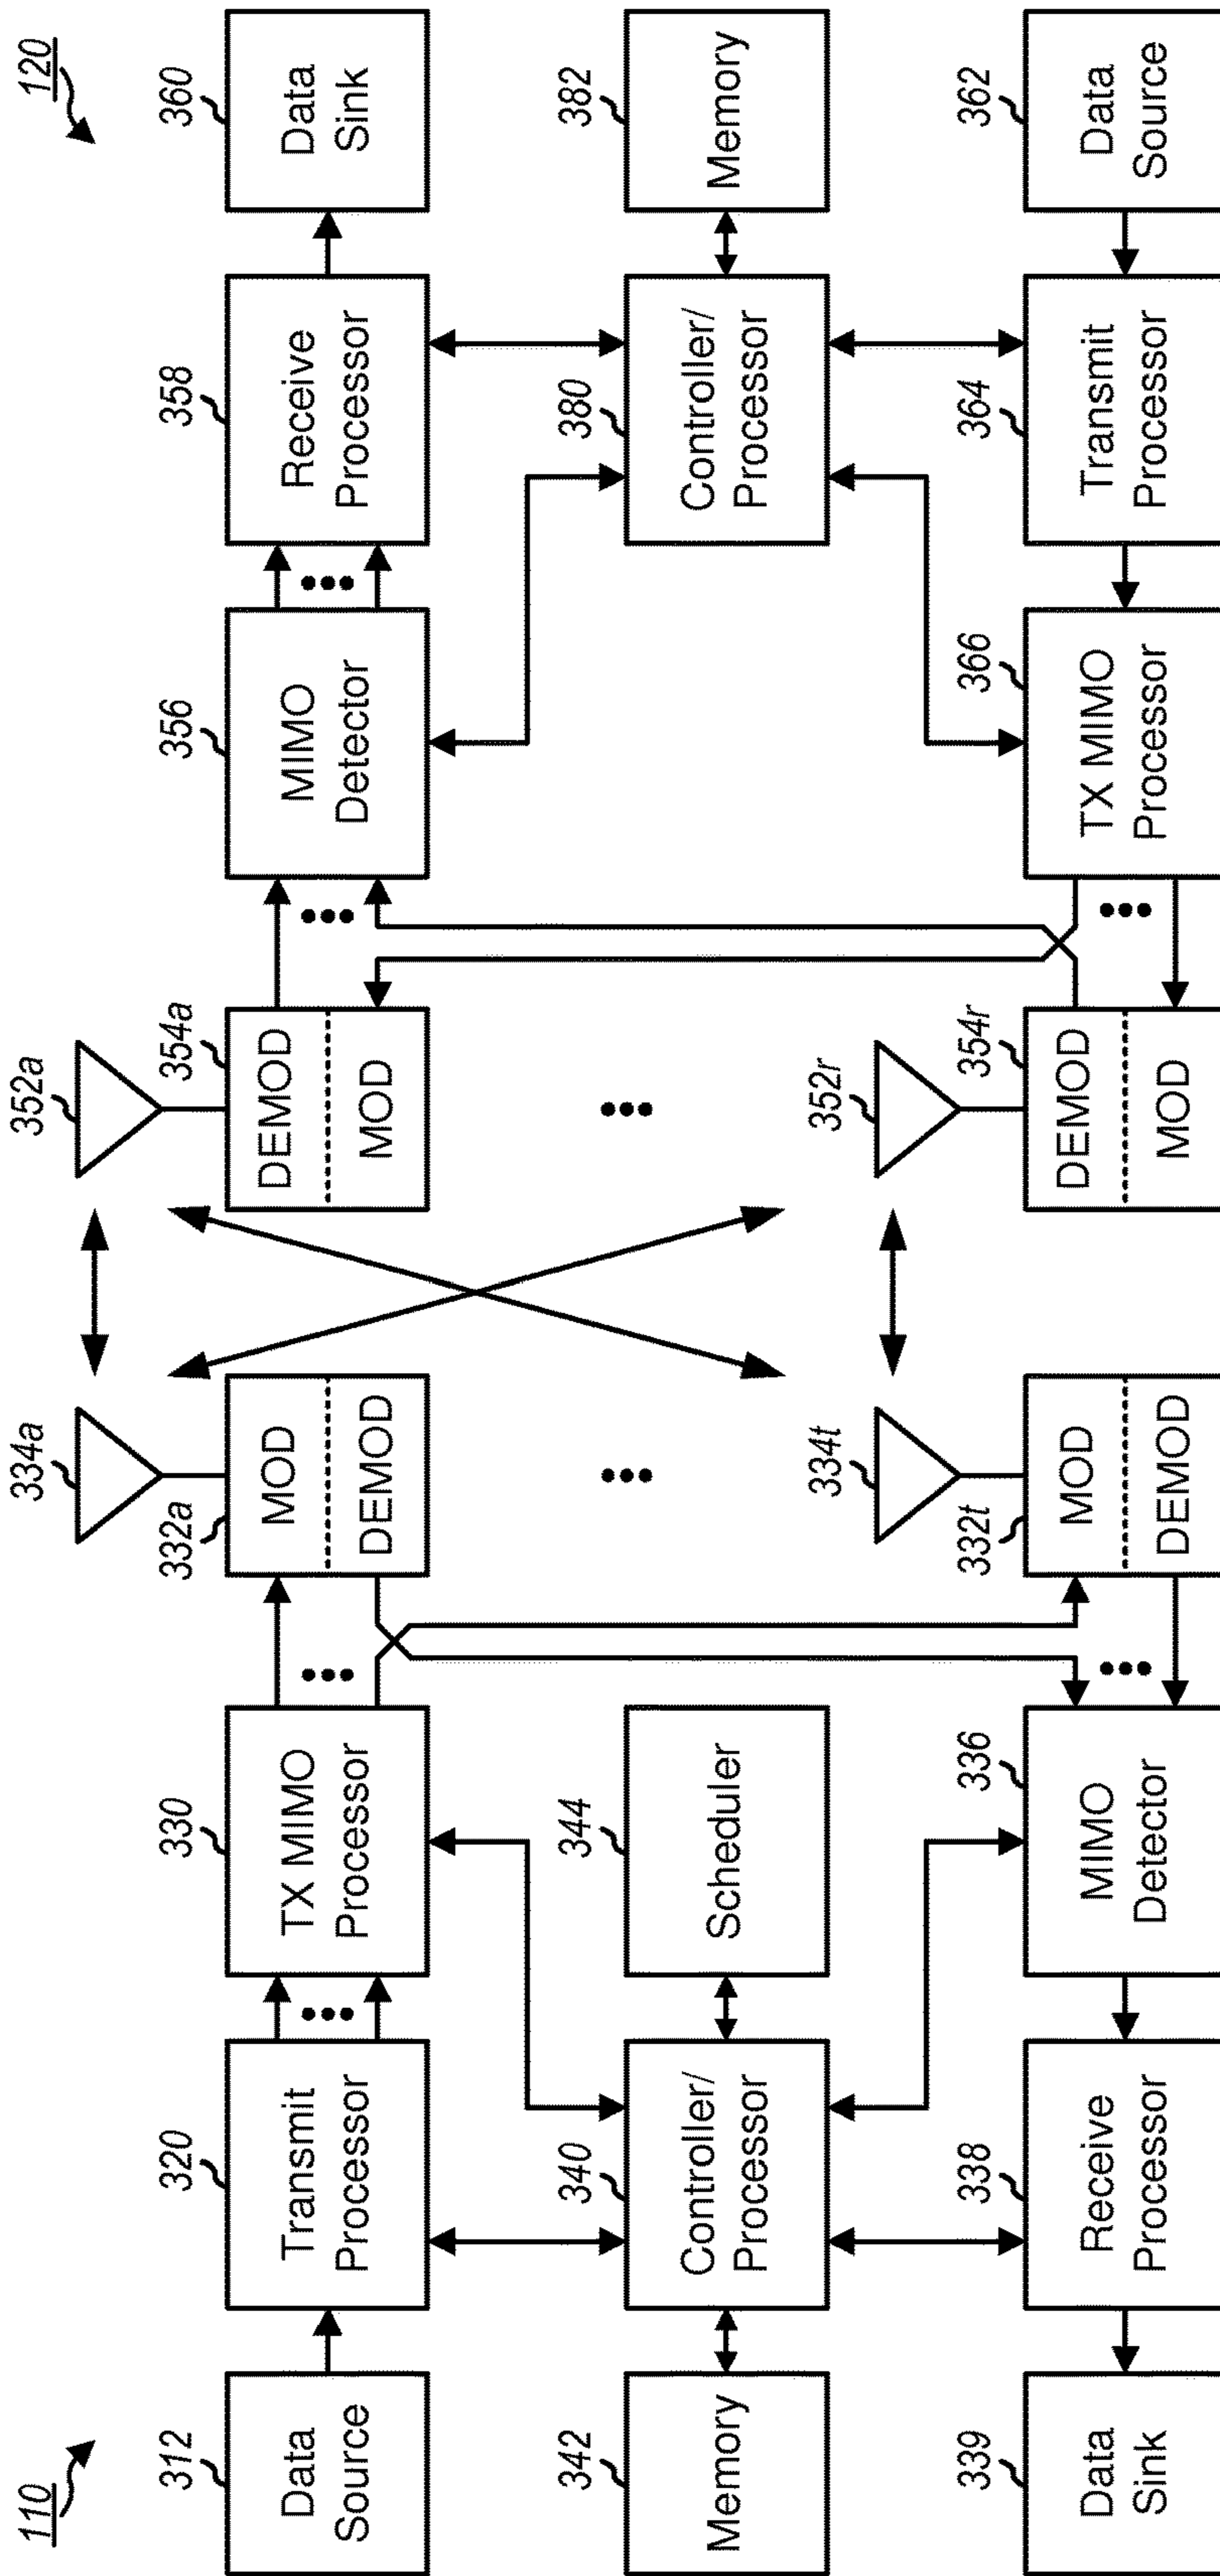 110
120
334a
352a
312
320
330
332a
354a
356
358
360
Data
Source
Transmit
Processor
TX MIMO
Processor
MOD
DEMOD
DEMOD
MOD
MIMO
Detector
Receive
Processor
Data
Sink
342
340
344
380
382
Memory
Controller/
Processor
Scheduler
Controller/
Processor
Memory
334t
352r
339
338
336
332t
354r
366
364
362
Data
Sink
Receive
Processor
MIMO
Detector
MOD
DEMOD
DEMOD
MOD
TX MIMO
Processor
Transmit
Processor
Data
Source